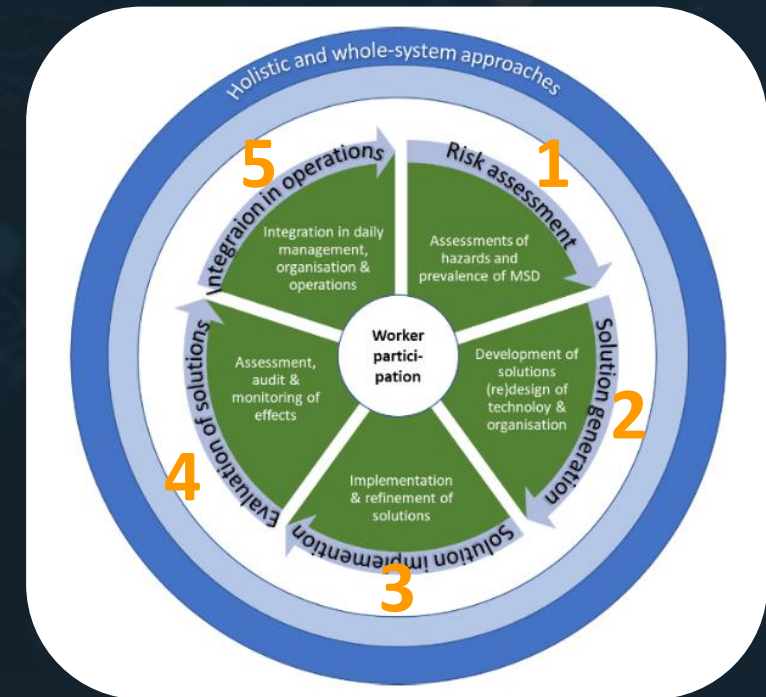 Holistic and whole-system approaches
1
Risk assessment
Assessments of
hazards and
prevalence of MSD
2
Solution generation
Development of
solutions
(re)design of
technoloy &
organisation
3
Solution implemention
Implementation
& refinement of
solutions
4
Evaluation of solutions
Assessment,
audit &
monitoring of
effects
5
Integraion in operations
Integration in daily
management,
organisation &
operations
Worker
partici-
pation